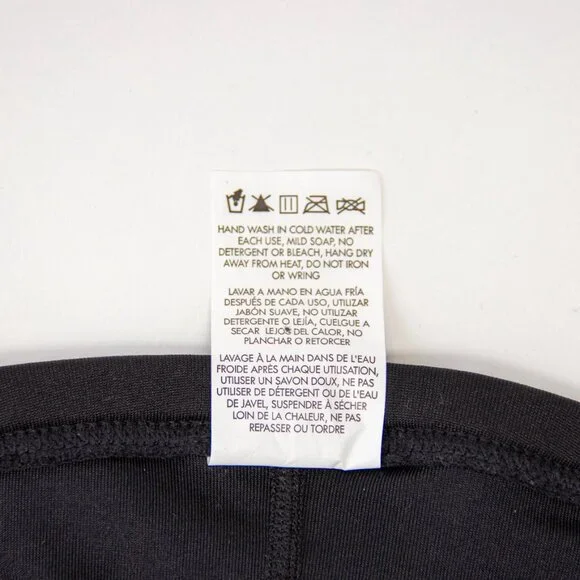 HAND WASH IN COLD WATER AFTER
EACH USE, MILD SOAP, NO
DETERGENT OR BLEACH, HANG DRY
AWAY FROM HEAT, DO NOT IRON
OR WRING
LAVAR A MANO EN AGUA FRÍA
DESPUÉS DE CADA USO, UTILIZAR
JABÓN SUAVE, NO UTILIZAR
DETERGENTE O LEJÍA, CUELGUE A
SECAR LEJOS DEL CALOR, NO
PLANCHAR O RETORCER
LAVAGE À LA MAIN DANS DE L'EAU
FROIDE APRÉS CHAQUE UTILISATION,
UTILISER UN SAVON DOUX, NE PAS
UTILISER DE DÉTERGENT OU DE L'EAU
DE JAVEL, SUSPENDRE À SÉCHER
LOIN DE LA CHALEUR, NE PAS
REPASSER OU TORDRE